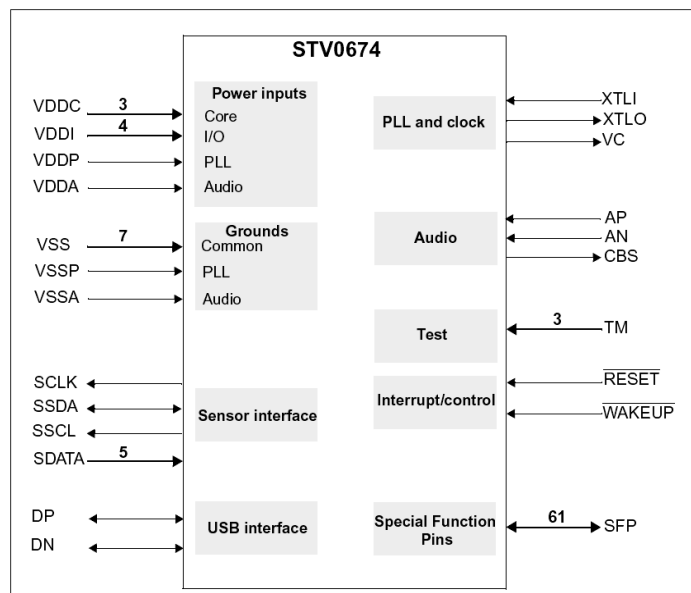 STV0674
VDDC 3
VDDI 4
VDDP
VDDA
Power inputs
Core
I/O
PLL
Audio
VSS 7
VSSP
VSSA
Grounds
Common
PLL
Audio
SCLK
SSDA
SSCL
SDATA 5
Sensor interface
DP
DN
USB interface
PLL and clock
XTLI
XTLO
VC
Audio
AP
AN
CBS
Test
3 TM
Interrupt/control
RESET
WAKEUP
Special Function
Pins
61 SFP